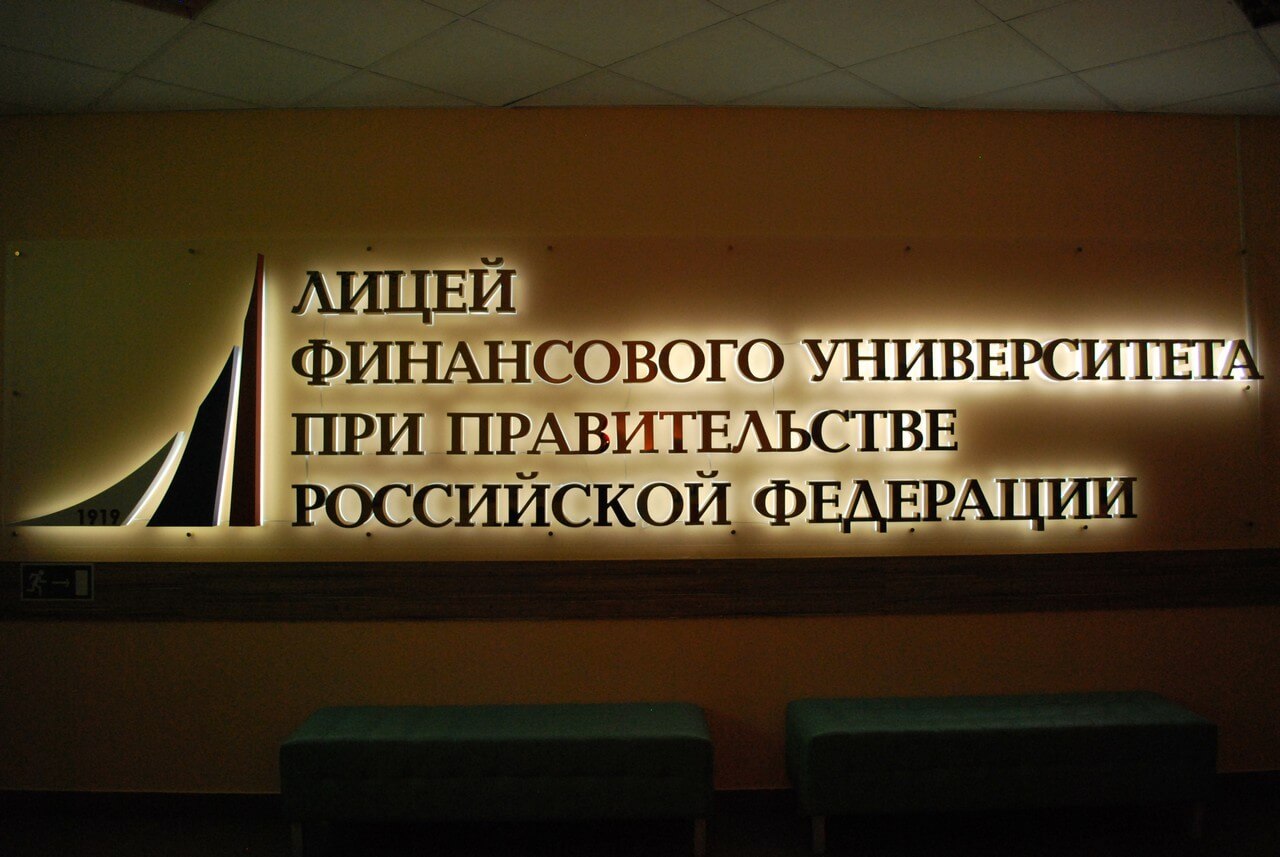 ЛИЦЕЙ
ФИНАНСОВОГО УНИВЕРСИТЕТА
ПРИ ПРАВИТЕЛЬСТВЕ
РОССИЙСКОЙ ФЕДЕРАЦИИ
1919